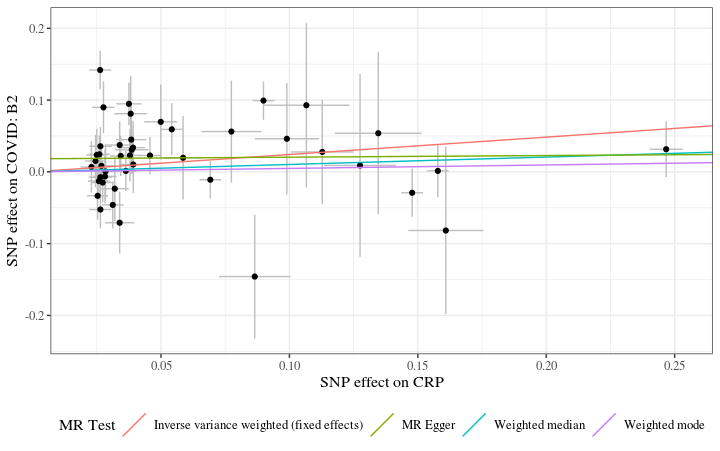 SNP effect on COVID: B2
0.2
0.1
0.0
-0.1
-0.2
0.05 0.10 0.15 0.20 0.25
SNP effect on CRP
MR Test Inverse variance weighted (fixed effects) MR Egger Weighted median Weighted mode